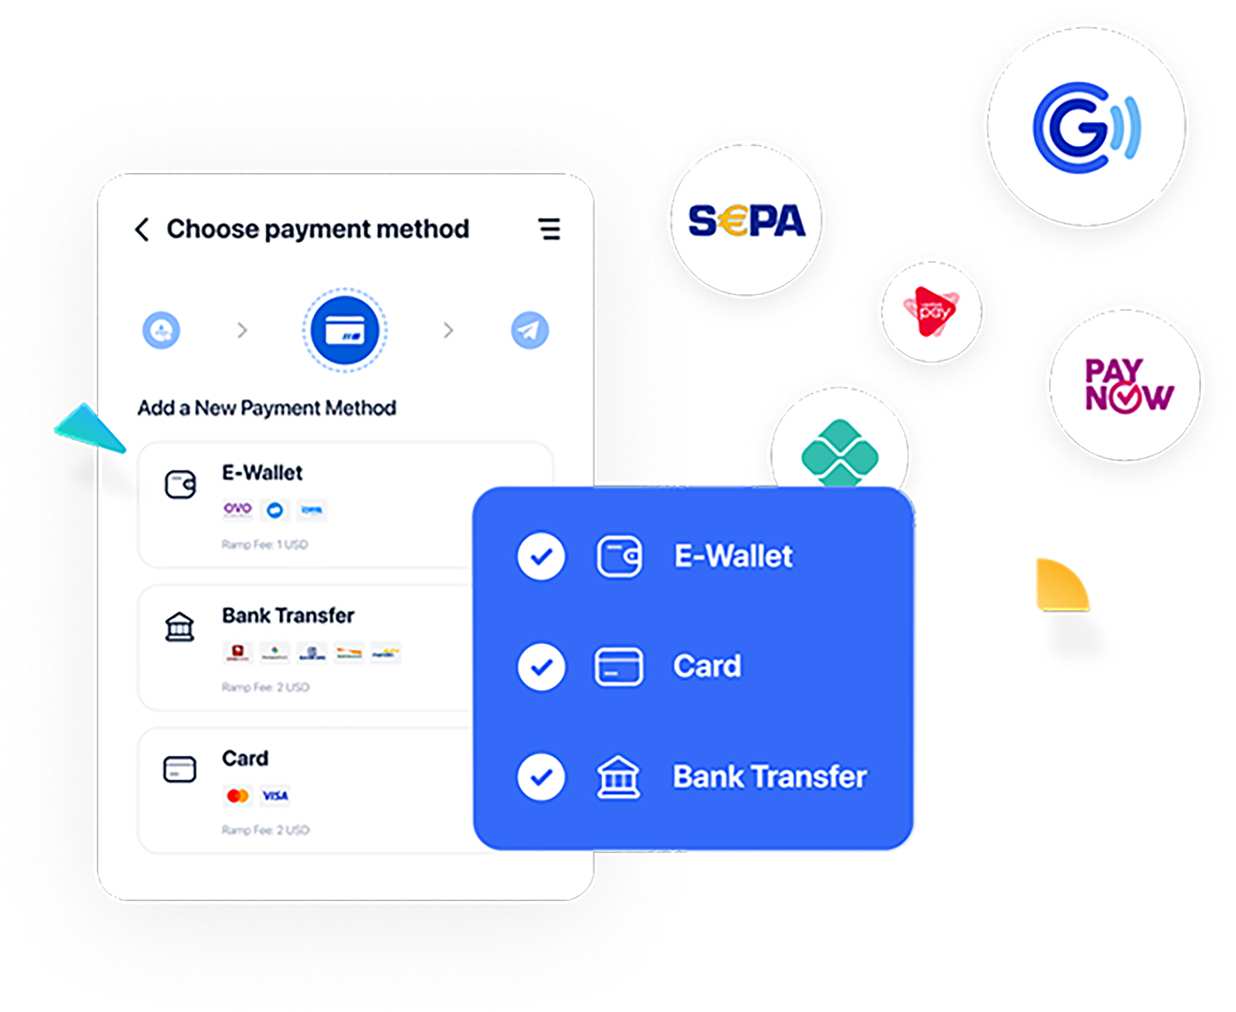 Choose payment method
Add a New Payment Method
E-Wallet
OVO
Ramp Fee: 1 USD
Bank Transfer
Ramp Fee: 2 USD
Card
VISA
Ramp Fee: 2 USD
E-Wallet
Card
Bank Transfer
S€PA
G
pay
PAY
NOW